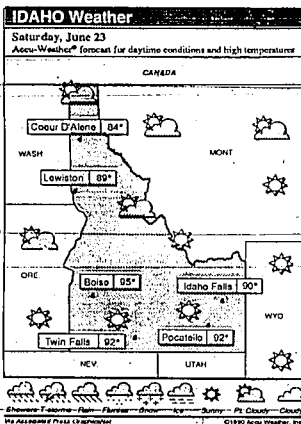 IDAHO Weather
Saturday, June 23
Accu-Weather® forecast for daytime conditions and high temperatures
CANADA
Coeur D'Alene 84°
WASH
MONT
Lewiston 89°
ORE.
Boise 95°
Idaho Falls 90°
WYO
Twin Falls 92°
Pocatello 92°
NEV.
UTAH
Showers T-storms Rain Flurries Snow Ice Sunny Pt. Cloudy Cloudy
Via Associated Press GraphicsNet
©1990 Accu-Weather, Inc.